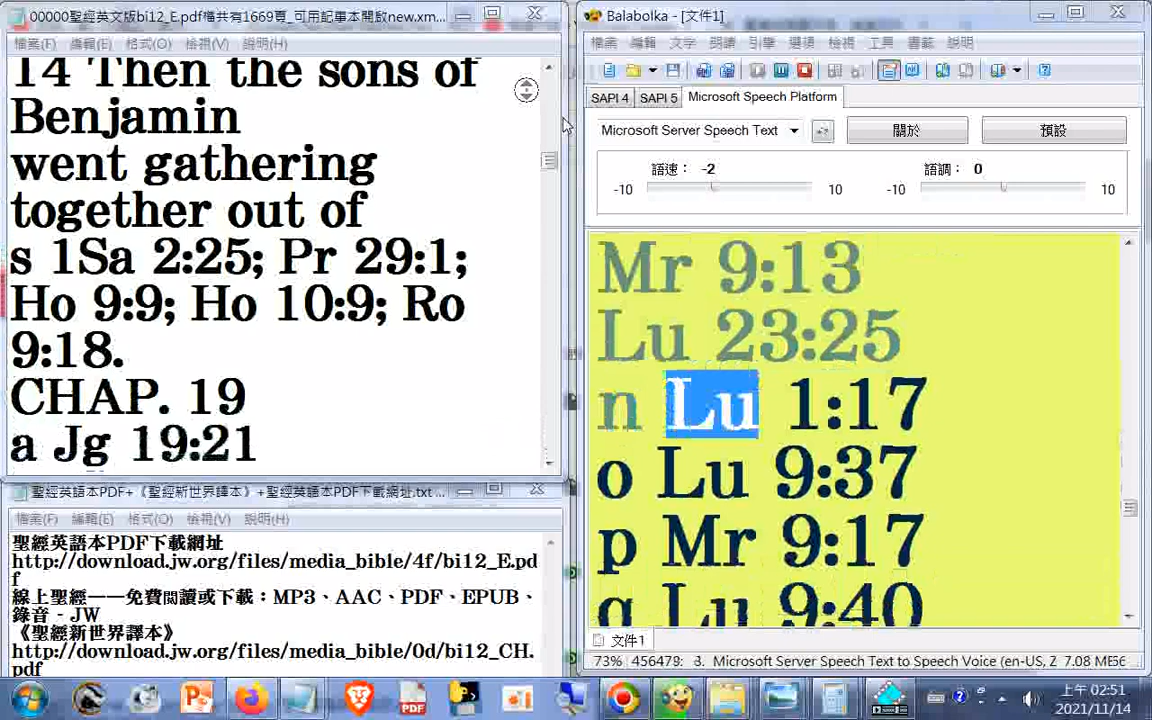 00000聖經英文版bi12_E.pdf檔共有1669頁_可用記事本開啟new.xm...
檔案(F) 編輯(E) 格式(O) 檢視(V) 說明(H)
14 Then the sons of
Benjamin
went gathering
together out of
s 1Sa 2:25; Pr 29:1;
Ho 9:9; Ho 10:9; Ro
9:18.
CHAP. 19
a Jg 19:21
聖經英語本PDF+《聖經新世界譯本》+聖經英語本PDF下載網址.txt ...
檔案(F) 編輯(E) 格式(O) 檢視(V) 說明(H)
聖經英語本PDF下載網址
http://download.jw.org/files/media_bible/4f/bi12_E.pd
f
線上聖經——免費閱讀或下載：MP3、AAC、PDF、EPUB、
錄音 - JW
《聖經新世界譯本》
http://download.jw.org/files/media_bible/0d/bi12_CH.
pdf
Balabolka - [文件1]
檔案 編輯 文字 朗讀 引擎 選項 檢視 工具 書籤 說明
SAPI 4 SAPI 5 Microsoft Speech Platform
Microsoft Server Speech Text 關於 預設
語速： -2 語調： 0
-10 10 -10 10
Mr 9:13
Lu 23:25
n Lu 1:17
o Lu 9:37
p Mr 9:17
q Lu 9:40
文件1
73% 456479: 8. Microsoft Server Speech Text to Speech Voice (en-US, Z 7.08 ME56
上午 02:51
2021/11/14